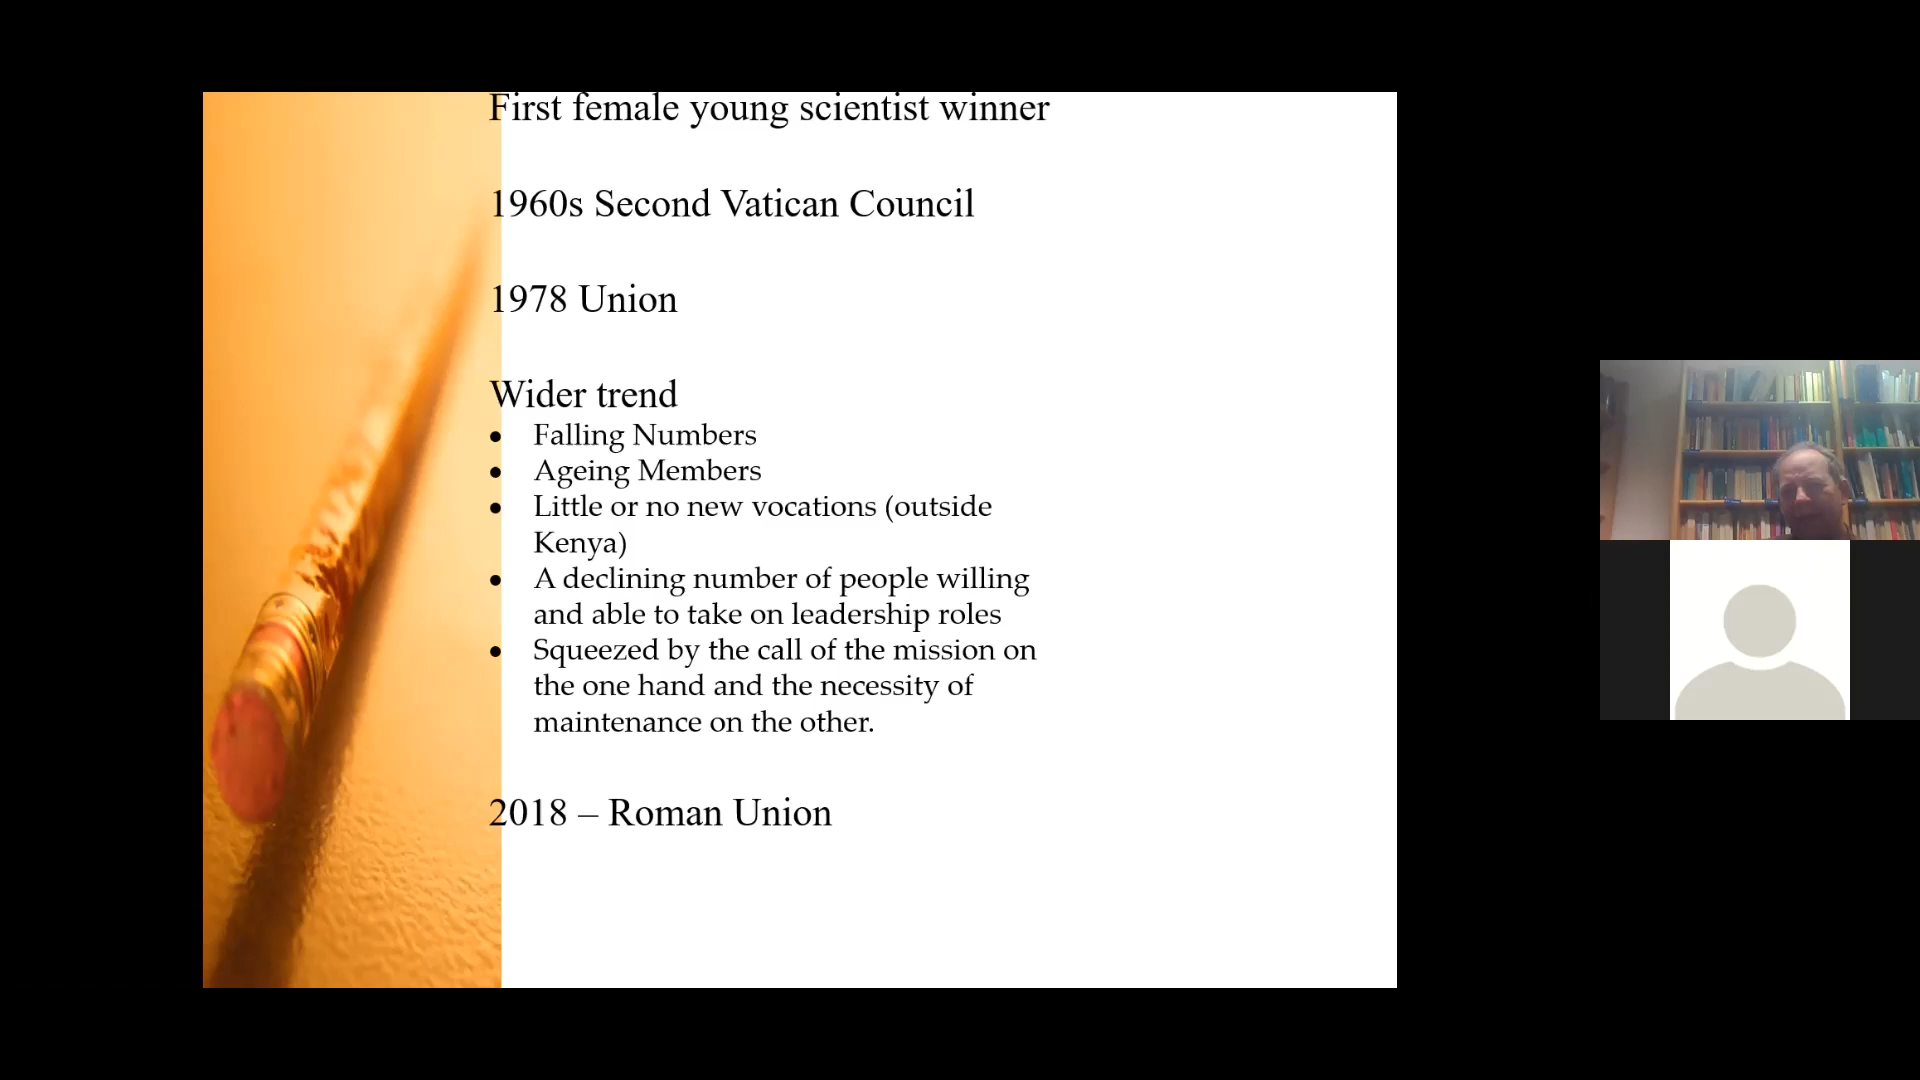 First female young scientist winner
1960s Second Vatican Council
1978 Union
Wider trend
• Falling Numbers
• Ageing Members
• Little or no new vocations (outside
Kenya)
• A declining number of people willing
and able to take on leadership roles
• Squeezed by the call of the mission on
the one hand and the necessity of
maintenance on the other.
2018 – Roman Union